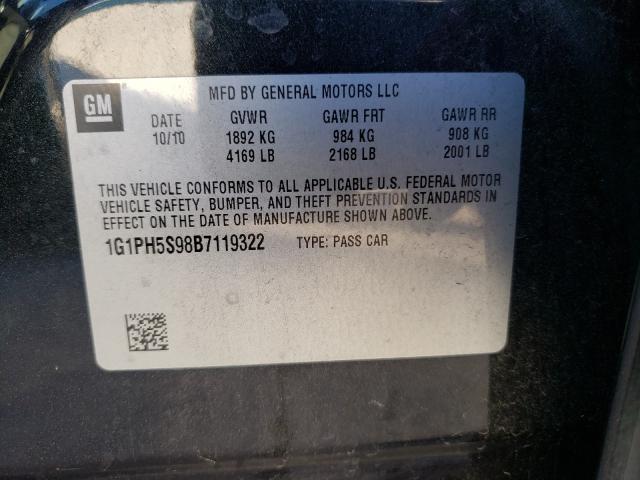 GM
MFD BY GENERAL MOTORS LLC
DATE GVWR GAWR FRT GAWR RR
10/10 1892 KG 984 KG 908 KG
4169 LB 2168 LB 2001 LB
THIS VEHICLE CONFORMS TO ALL APPLICABLE U.S. FEDERAL MOTOR
VEHICLE SAFETY, BUMPER, AND THEFT PREVENTION STANDARDS IN
EFFECT ON THE DATE OF MANUFACTURE SHOWN ABOVE.
1G1PH5S98B7119322 TYPE: PASS CAR